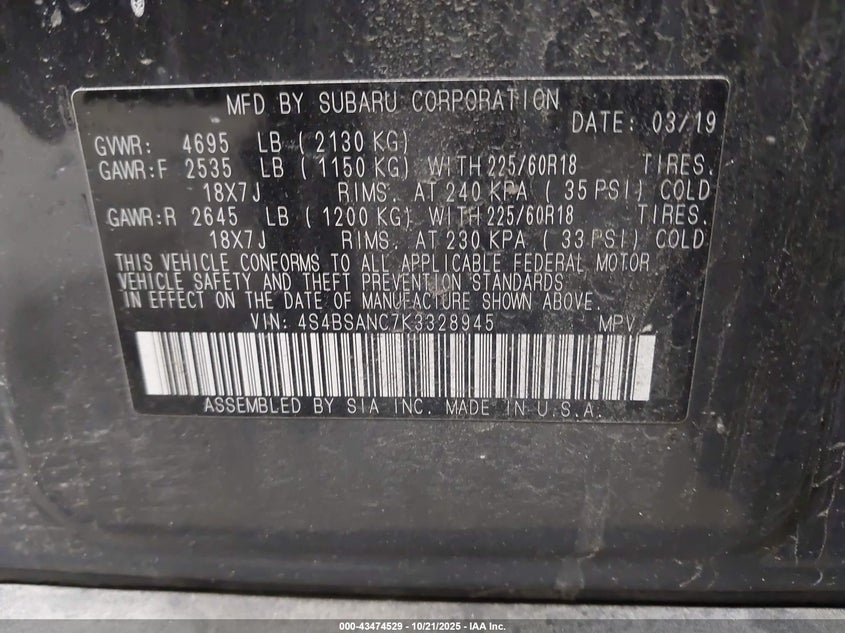 MFD BY SUBARU CORPORATION
DATE: 03/19
GVWR: 4695 LB ( 2130 KG)
GAWR:F 2535 LB ( 1150 KG) WITH 225/60R18 TIRES.
18X7J RIMS. AT 240 KPA ( 35 PSI) COLD
GAWR:R 2645 LB ( 1200 KG) WITH 225/60R18 TIRES.
18X7J RIMS. AT 230 KPA ( 33 PSI) COLD
THIS VEHICLE CONFORMS TO ALL APPLICABLE FEDERAL MOTOR
VEHICLE SAFETY AND THEFT PREVENTION STANDARDS
IN EFFECT ON THE DATE OF MANUFACTURE SHOWN ABOVE.
VIN: 4S4BSANC7K3328945 MPV
ASSEMBLED BY SIA INC. MADE IN U.S.A.
000-43474529 - 10/21/2025 - IAA Inc.